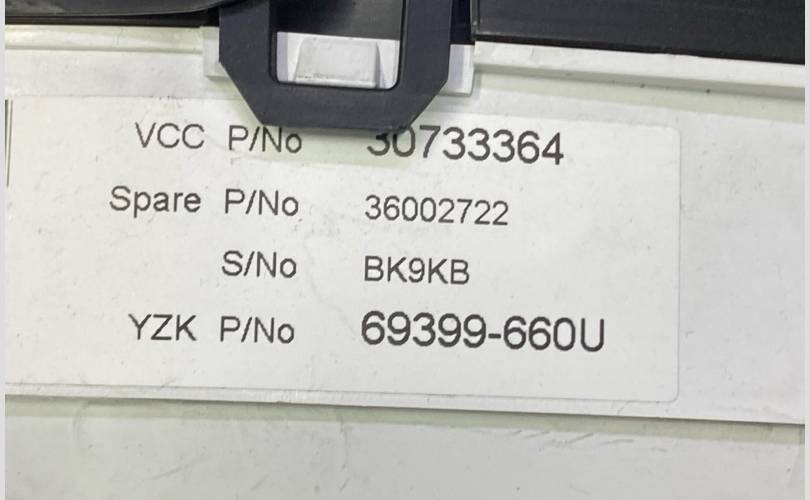 VCC P/No 30733364
Spare P/No 36002722
S/No BK9KB
YZK P/No 69399-660U